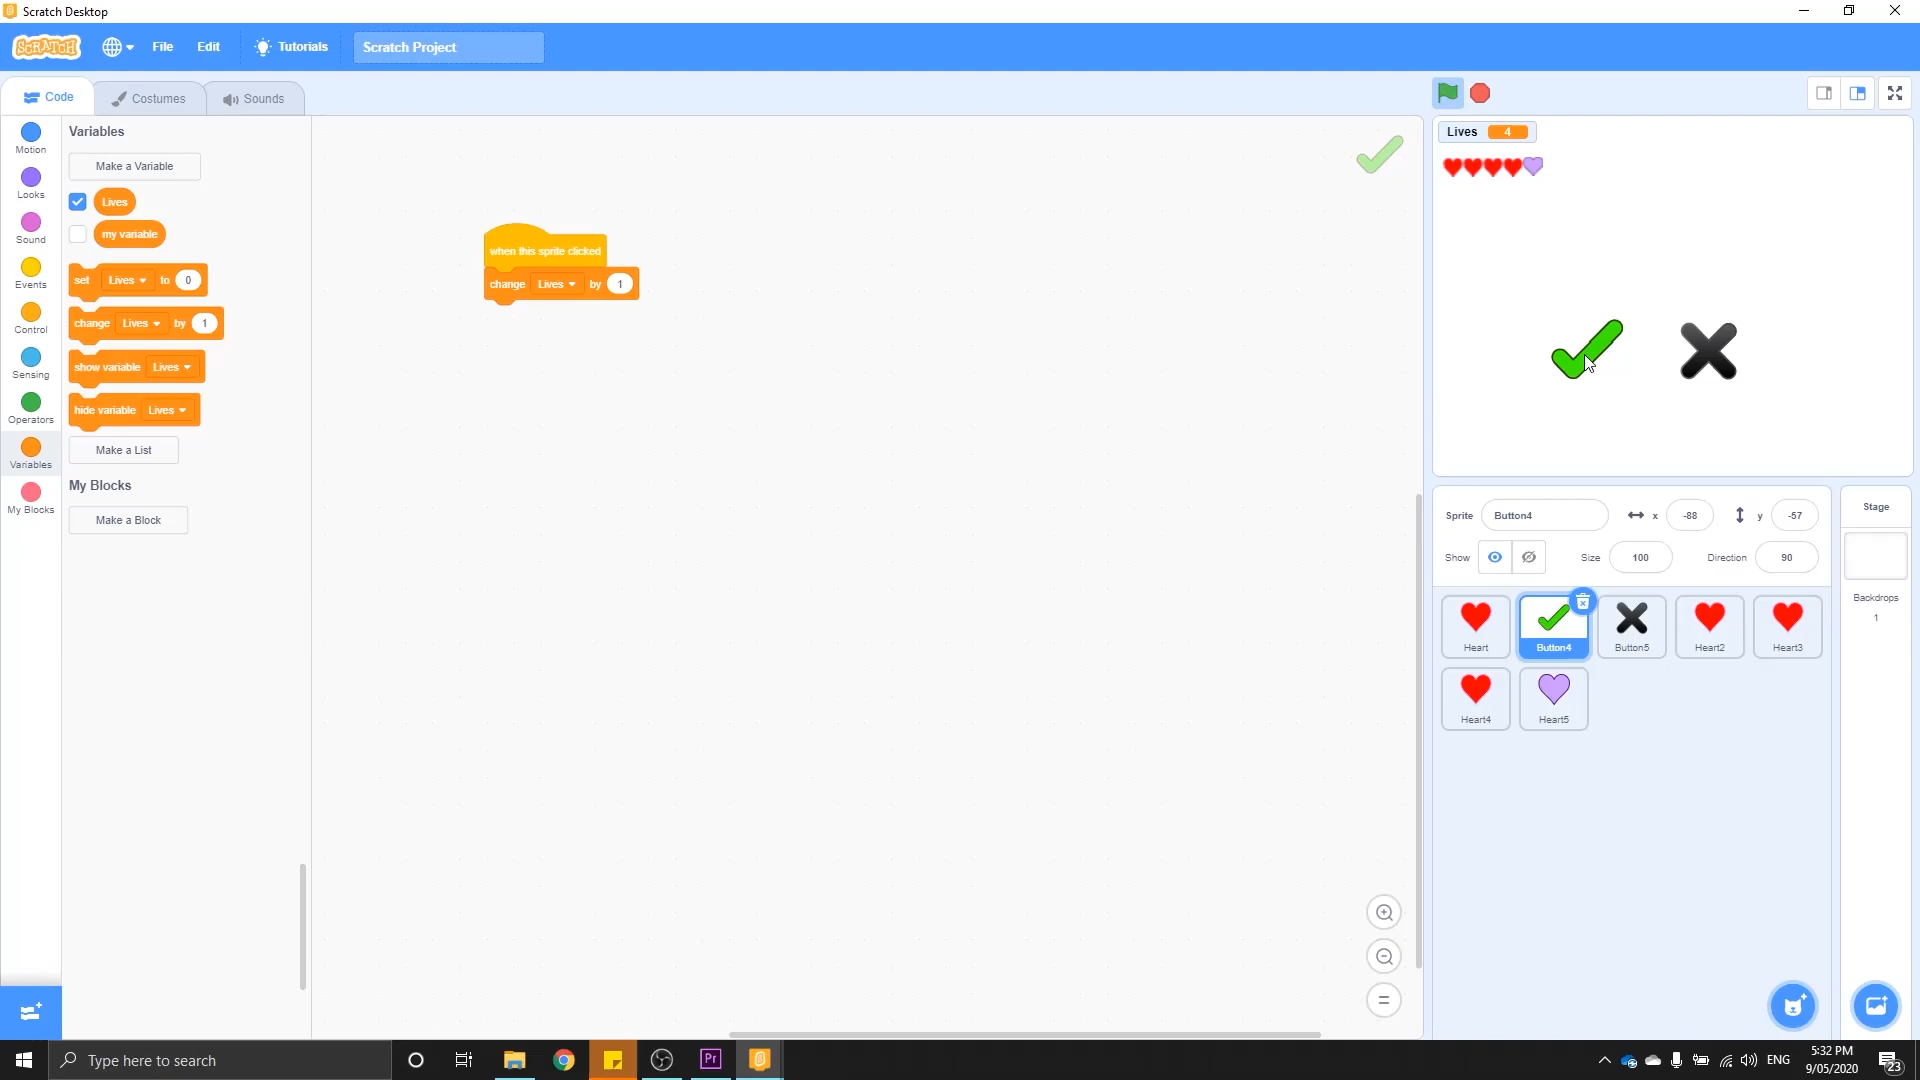 Scratch Desktop
SCRATCH
File
Edit
Tutorials
Scratch Project
Code
Costumes
Sounds
Motion
Looks
Sound
Events
Control
Sensing
Operators
Variables
My Blocks
Variables
Make a Variable
Lives
my variable
set Lives to 0
change Lives by 1
show variable Lives
hide variable Lives
Make a List
My Blocks
Make a Block
when this sprite clicked
change Lives by 1
Lives 4
Sprite Button4 x -88 y -57
Show Size 100 Direction 90
Heart
Button4
Button5
Heart2
Heart3
Heart4
Heart5
Stage
Backdrops
1
Type here to search
Pr
ENG
5:32 PM
9/05/2020
23